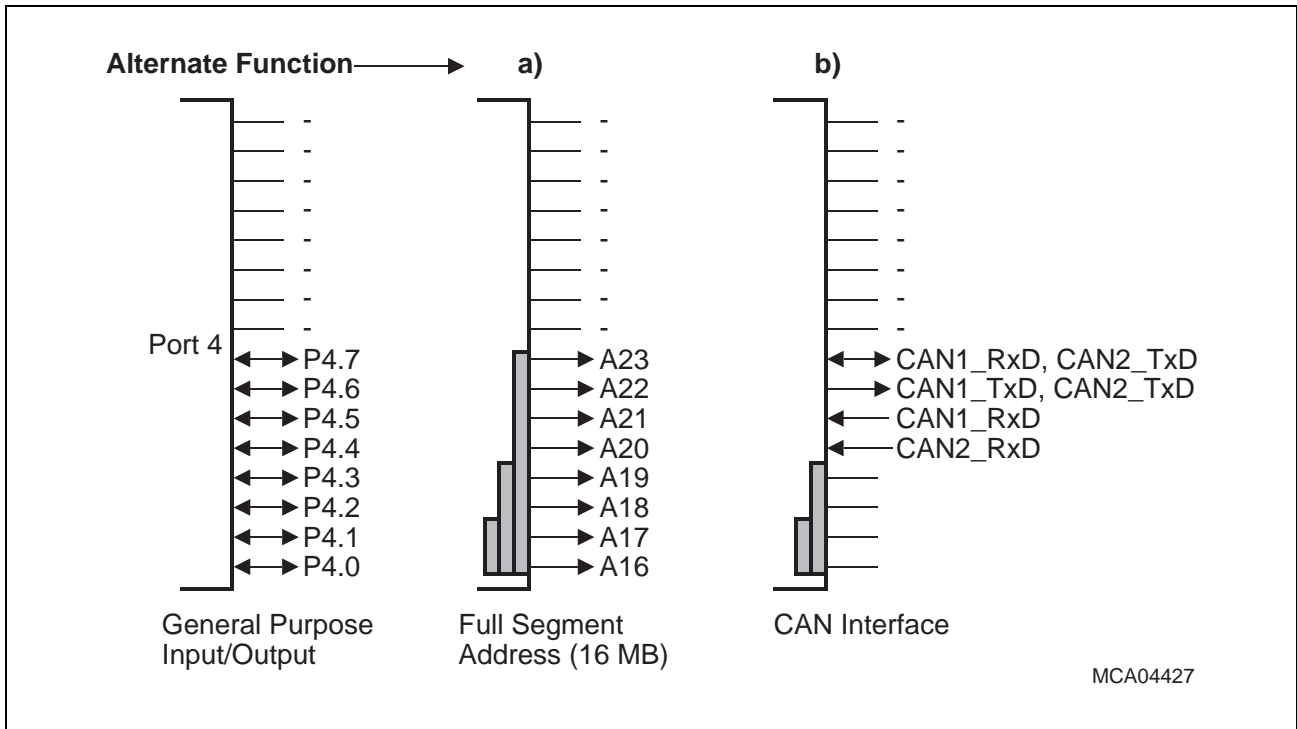 Alternate Function a) b)
- - -
- - -
- - -
- - -
- - -
- - -
- - -
- - -
Port 4
P4.7 A23 CAN1_RxD, CAN2_TxD
P4.6 A22 CAN1_TxD, CAN2_TxD
P4.5 A21 CAN1_RxD
P4.4 A20 CAN2_RxD
P4.3 A19
P4.2 A18
P4.1 A17
P4.0 A16
General Purpose
Input/Output
Full Segment
Address (16 MB)
CAN Interface
MCA04427